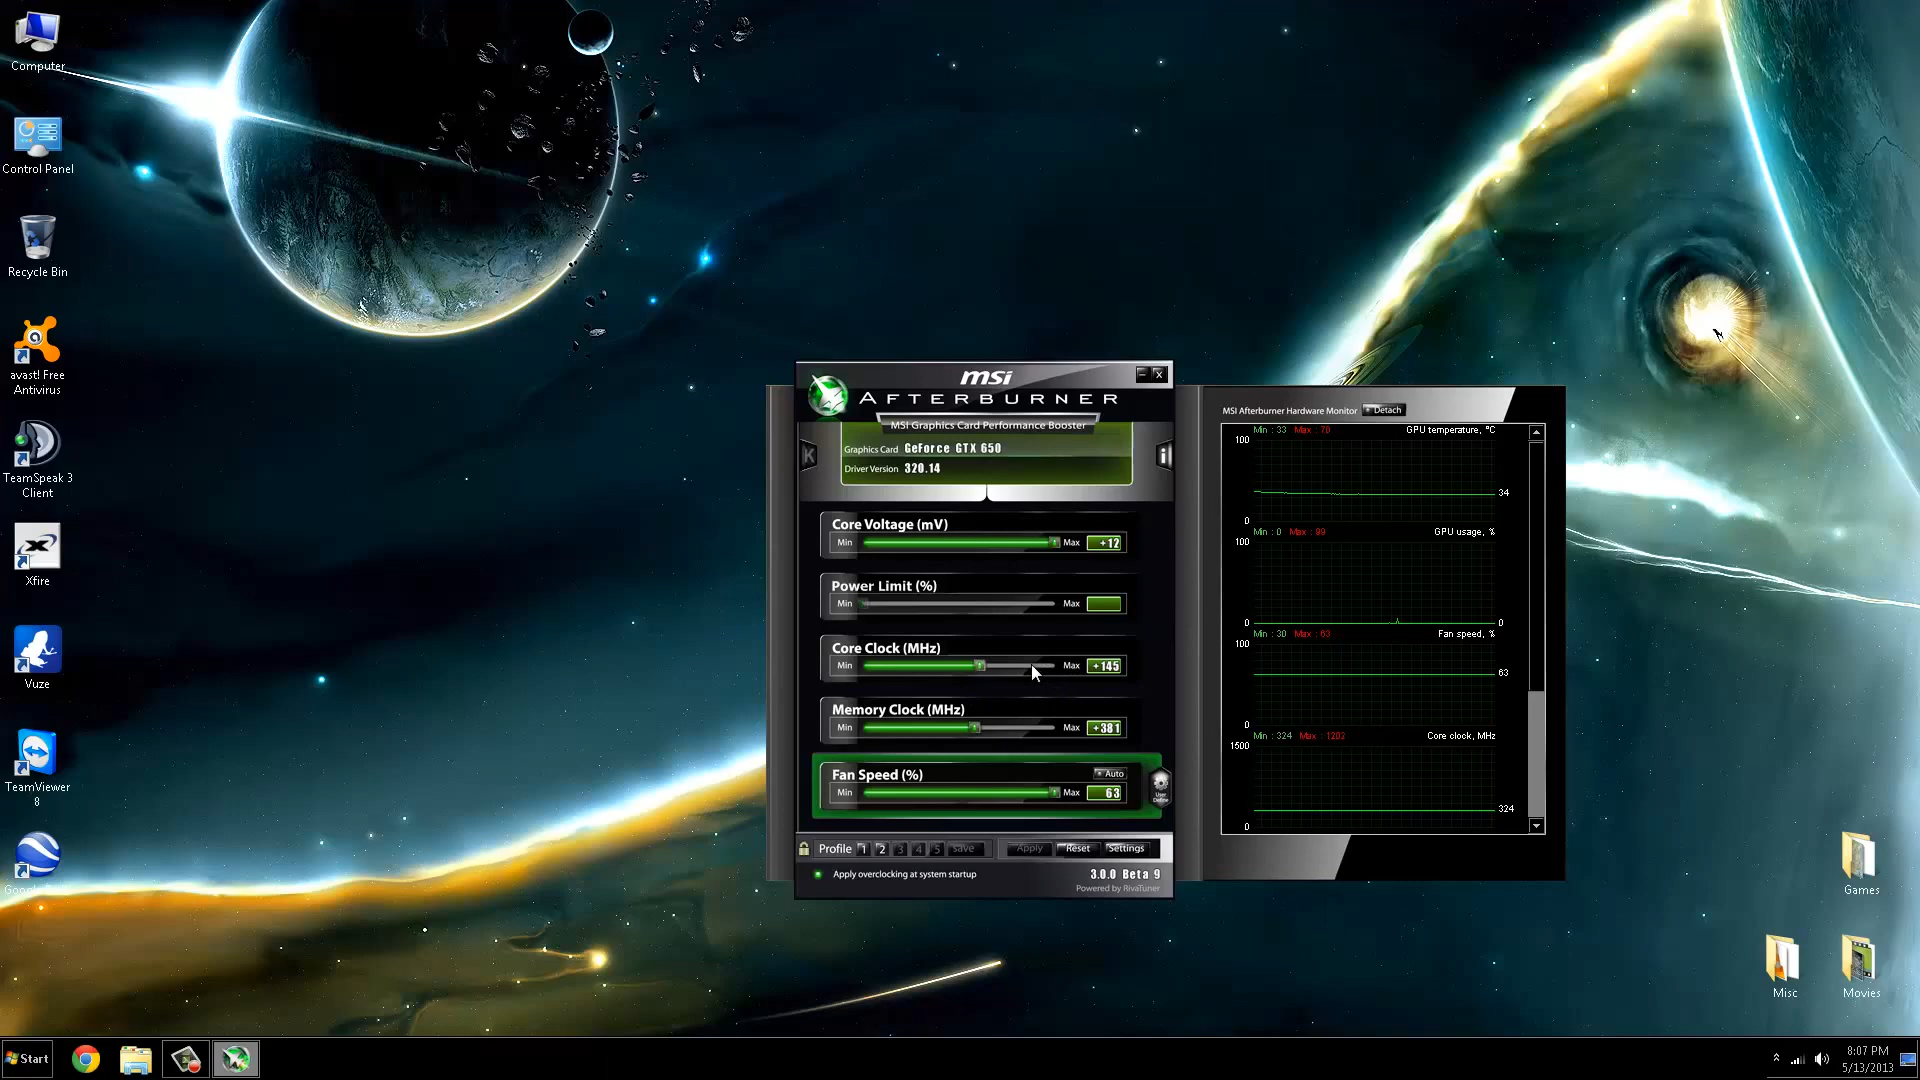 Computer
Control Panel
Recycle Bin
avast! Free
Antivirus
TeamSpeak 3
Client
Xfire
Vuze
TeamViewer
8
msi
AFTERBURNER
MSI Graphics Card Performance Booster
K
i
Graphics Card GeForce GTX 650
Driver Version 320.14
Core Voltage (mV)
Min Max +12
Power Limit (%)
Min Max
Core Clock (MHz)
Min Max +145
Memory Clock (MHz)
Min Max +381
Fan Speed (%) Auto
Min Max 63
User
Define
Profile 1 2 3 4 5 Save Apply Reset Settings
Apply overclocking at system startup 3.0.0 Beta 9
Powered by RivaTuner
MSI Afterburner Hardware Monitor Detach
Min : 33 Max : 70 GPU temperature, °C
100
34
0
Min : 0 Max : 99 GPU usage, %
100
0 0
Min : 30 Max : 63 Fan speed, %
100
63
0
Min : 324 Max : 1202 Core clock, MHz
1500
324
0
Games
Misc
Movies
Start
8:07 PM
5/13/2013